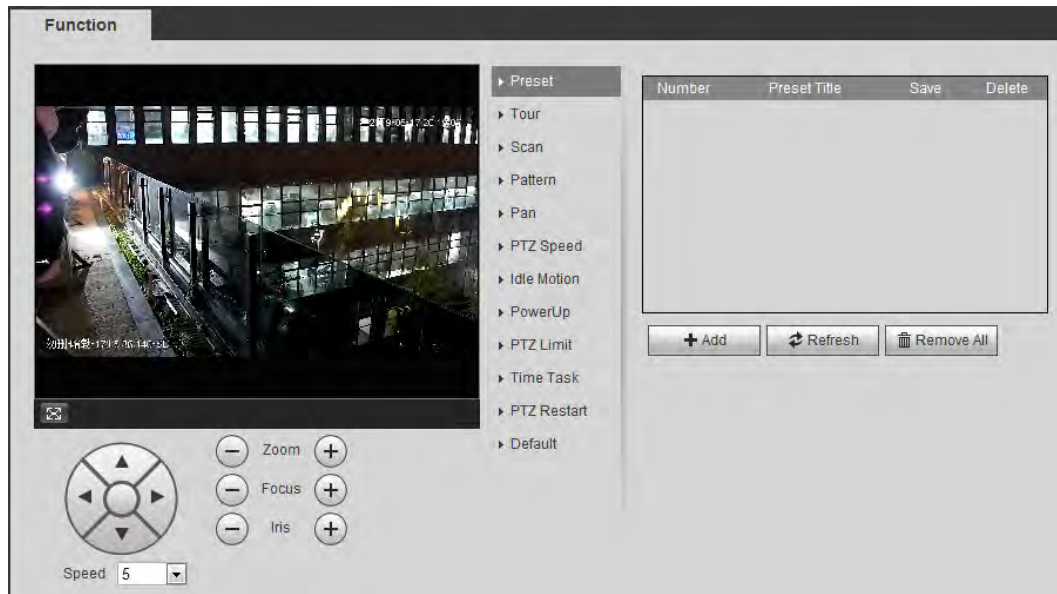 Function
Preset
Tour
Scan
Pattern
Pan
PTZ Speed
Idle Motion
PowerUp
PTZ Limit
Time Task
PTZ Restart
Default
Number Preset Title Save Delete
Add Refresh Remove All
Zoom
Focus
Iris
Speed 5